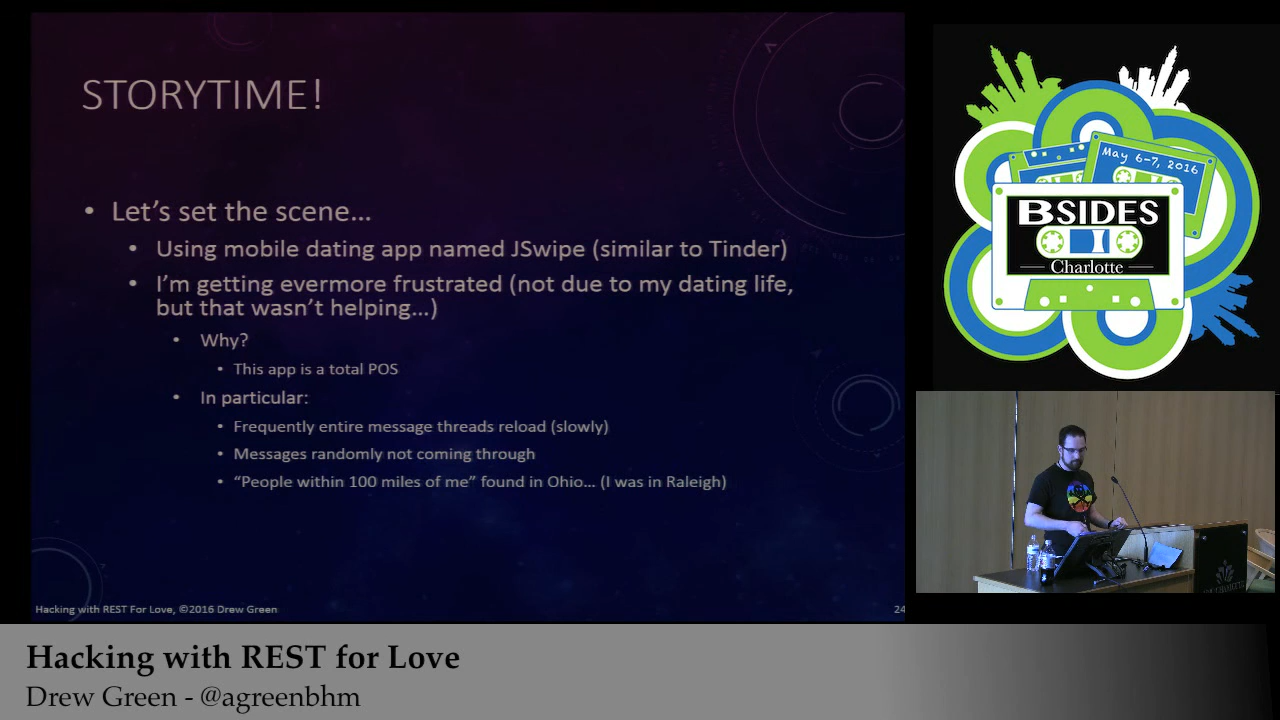 STORYTIME!
• Let's set the scene…
• Using mobile dating app named JSwipe (similar to Tinder)
• I'm getting evermore frustrated (not due to my dating life,
but that wasn't helping…)
• Why?
• This app is a total POS
• In particular:
• Frequently entire message threads reload (slowly)
• Messages randomly not coming through
• “People within 100 miles of me” found in Ohio… (I was in Raleigh)
Hacking with REST For Love, ©2016 Drew Green
24
May 6-7, 2016
BSIDES
Charlotte
Hacking with REST for Love
Drew Green - @agreenbhm